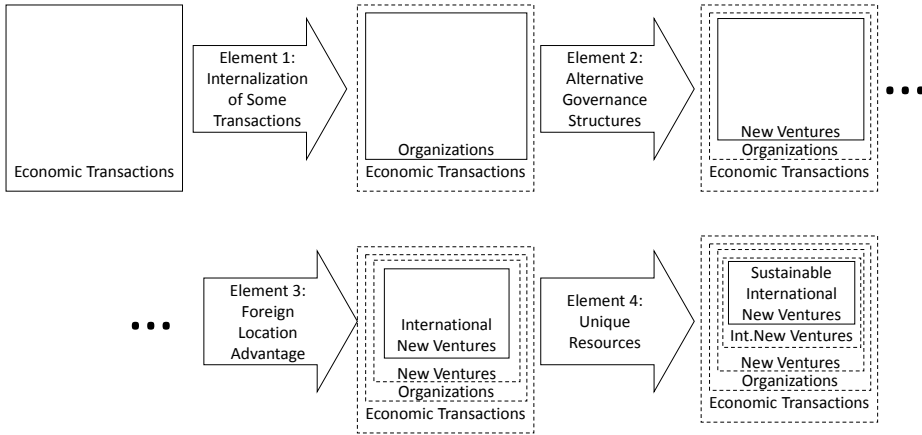 Economic Transactions
Element 1:
Internalization
of Some
Transactions
Organizations
Economic Transactions
Element 2:
Alternative
Governance
Structures
New Ventures
Organizations
Economic Transactions
...
...
Element 3:
Foreign
Location
Advantage
International
New Ventures
New Ventures
Organizations
Economic Transactions
Element 4:
Unique
Resources
Sustainable
International
New Ventures
Int.New Ventures
New Ventures
Organizations
Economic Transactions